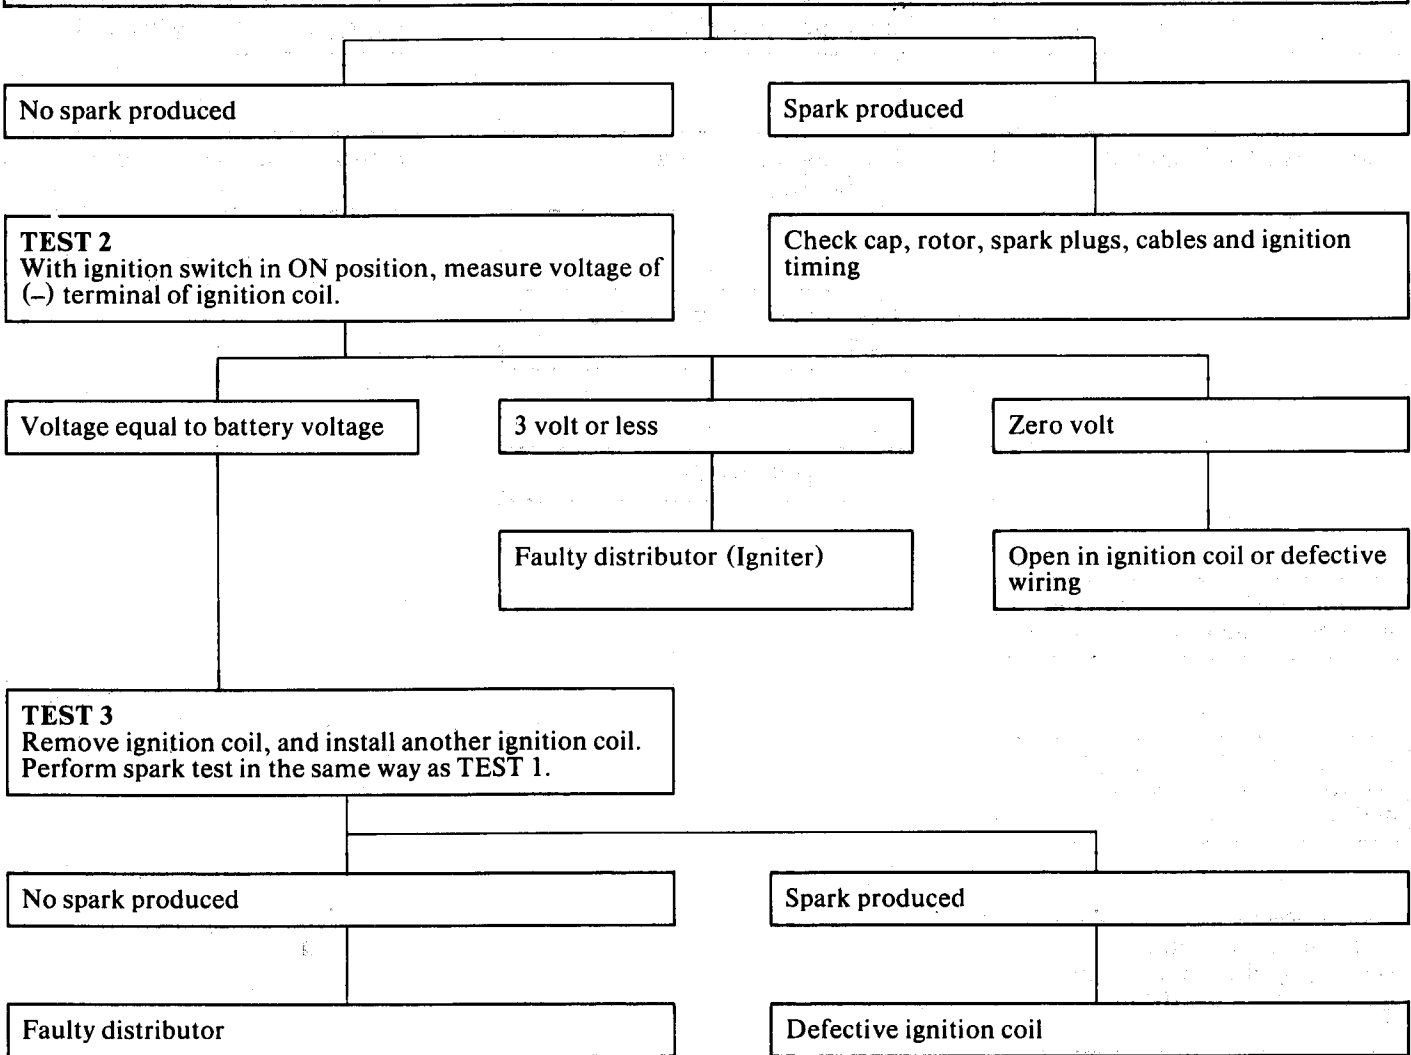 No spark produced
Spark produced
TEST 2
With ignition switch in ON position, measure voltage of
(–) terminal of ignition coil.
Check cap, rotor, spark plugs, cables and ignition
timing
Voltage equal to battery voltage
3 volt or less
Zero volt
Faulty distributor (Igniter)
Open in ignition coil or defective
wiring
TEST 3
Remove ignition coil, and install another ignition coil.
Perform spark test in the same way as TEST 1.
No spark produced
Spark produced
Faulty distributor
Defective ignition coil